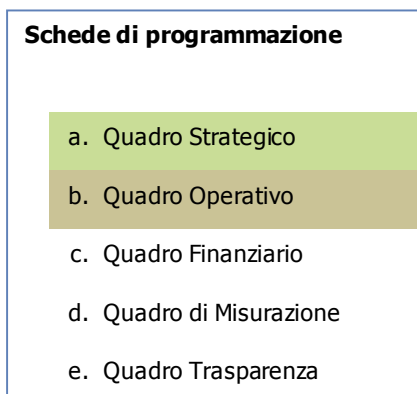 Schede di programmazione
a. Quadro Strategico
b. Quadro Operativo
c. Quadro Finanziario
d. Quadro di Misurazione
e. Quadro Trasparenza